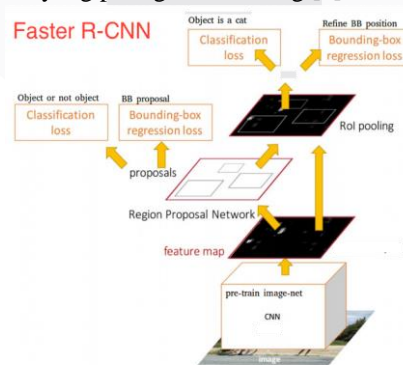 Faster R-CNN
Object is a cat
Refine BB position
Classification
loss
Bounding-box
regression loss
Object or not object
BB proposal
Classification
loss
Bounding-box
regression loss
RoI pooling
proposals
Region Proposal Network
feature map
pre-train image-net
CNN
image